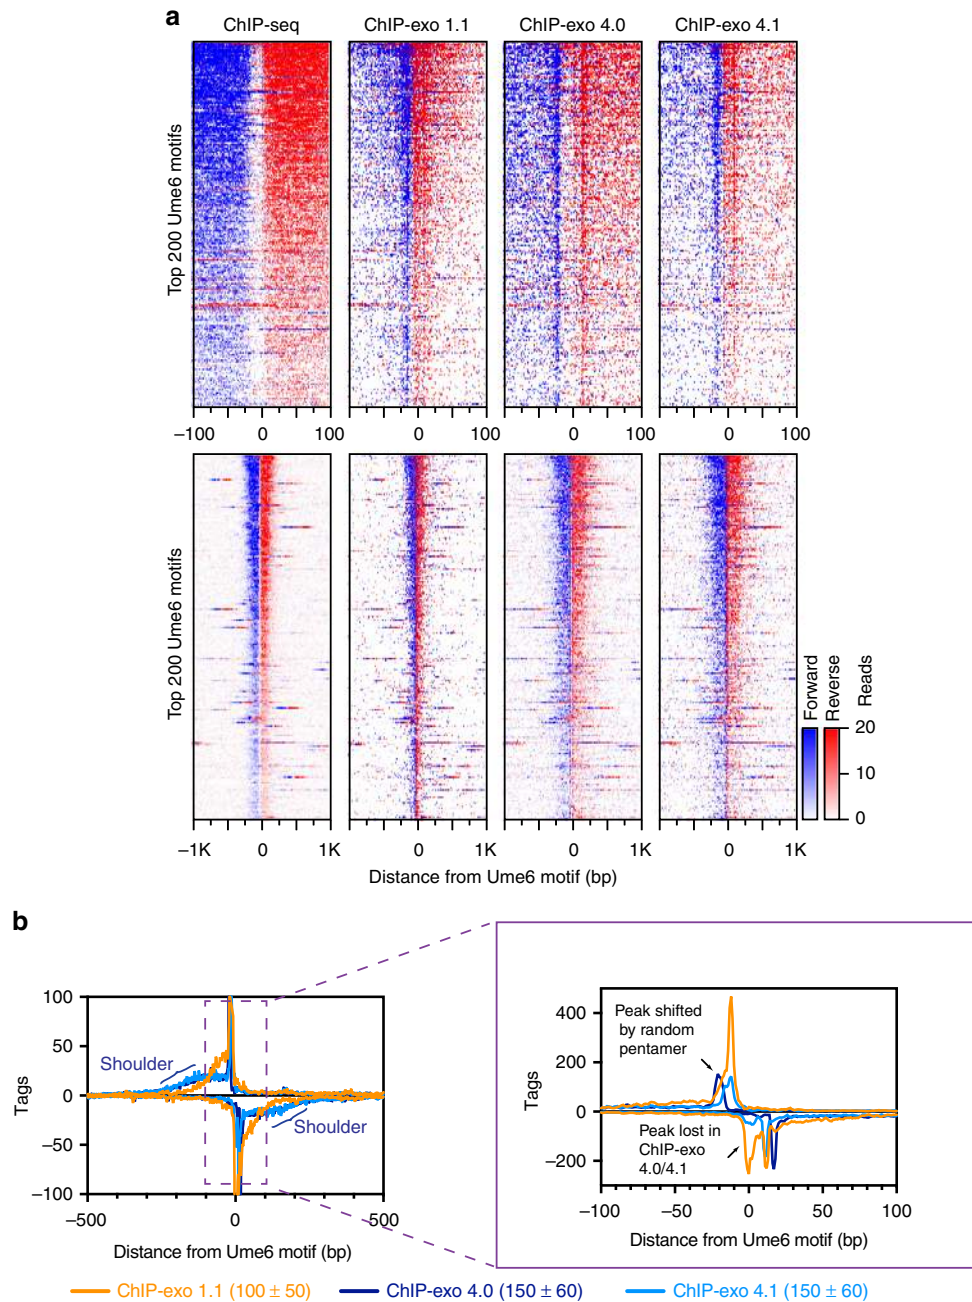 a
ChIP-seq
ChIP-exo 1.1
ChIP-exo 4.0
ChIP-exo 4.1
Top 200 Ume6 motifs
−100 0 100
0 100
0 100
0 100
Top 200 Ume6 motifs
−1K 0 1K
0 1K
0 1K
0 1K
Distance from Ume6 motif (bp)
Forward
Reverse
Reads
20
10
0
b
Tags
100
50
0
−50
−100
Shoulder
Shoulder
−500 0 500
Distance from Ume6 motif (bp)
Tags
400
200
0
−200
Peak shifted
by random
pentamer
Peak lost in
ChIP-exo
4.0/4.1
−100 −50 0 50 100
Distance from Ume6 motif (bp)
ChIP-exo 1.1 (100 ± 50)
ChIP-exo 4.0 (150 ± 60)
ChIP-exo 4.1 (150 ± 60)